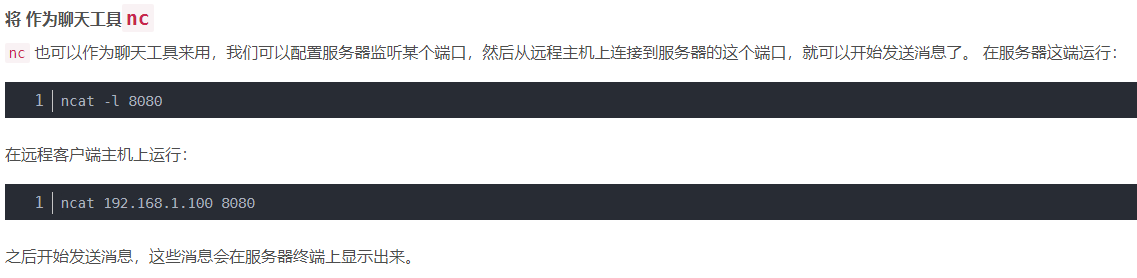 将 作为聊天工具nc
nc 也可以作为聊天工具来用，我们可以配置服务器监听某个端口，然后从远程主机上连接到服务器的这个端口，就可以开始发送消息了。 在服务器这端运行：
1 ncat -l 8080
在远程客户端主机上运行：
1 ncat 192.168.1.100 8080
之后开始发送消息，这些消息会在服务器终端上显示出来。